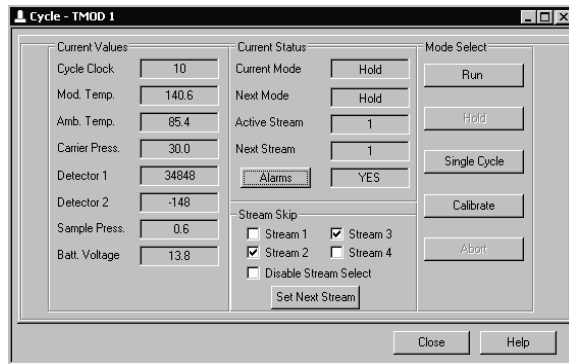 Cycle - TMOD 1
Current Values
Cycle Clock 10
Mod. Temp. 140.6
Amb. Temp. 85.4
Carrier Press. 30.0
Detector 1 34848
Detector 2 -148
Sample Press. 0.6
Batt. Voltage 13.8
Current Status
Current Mode Hold
Next Mode Hold
Active Stream 1
Next Stream 1
Alarms YES
Stream Skip
Stream 1 Stream 3
Stream 2 Stream 4
Disable Stream Select
Set Next Stream
Mode Select
Run
Hold
Single Cycle
Calibrate
Abort
Close Help